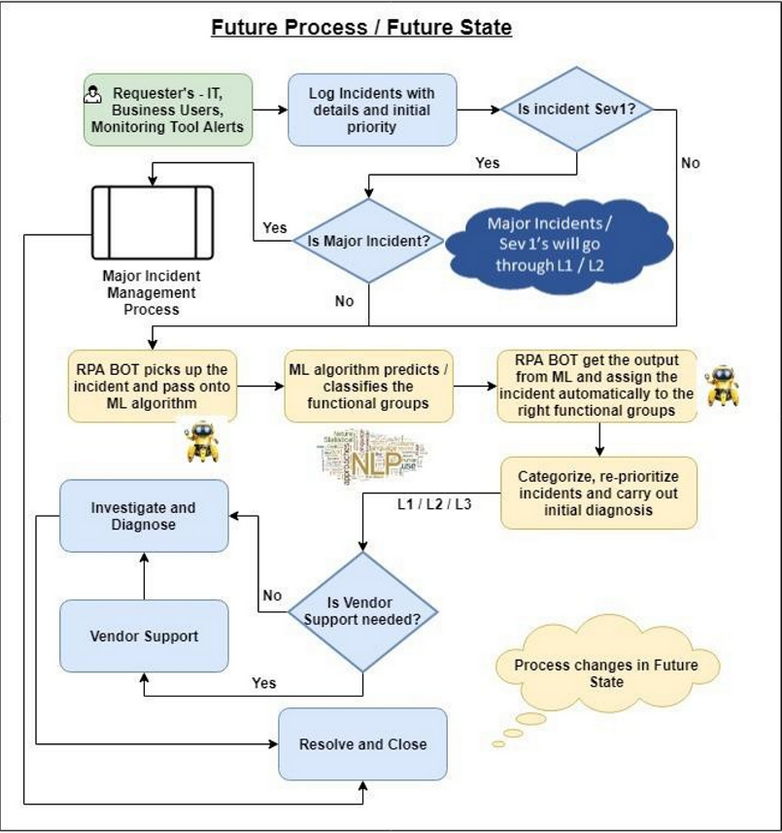 Future Process / Future State
Requester's - IT,
Business Users,
Monitoring Tool Alerts
Log Incidents with
details and initial
priority
Is incident Sev1?
Yes
No
Is Major Incident?
Yes
Major Incidents /
Sev 1's will go
through L1 / L2
Major Incident
Management
Process
No
RPA BOT picks up the
incident and pass onto
ML algorithm
ML algorithm predicts /
classifies the
functional groups
RPA BOT get the output
from ML and assign the
incident automatically to the
right functional groups
Neural
Statistical
approaches
NLP
use
Categorize, re-prioritize
incidents and carry out
initial diagnosis
L1 / L2 / L3
Investigate and
Diagnose
No
Is Vendor
Support needed?
Vendor Support
Yes
Process changes in Future
State
Resolve and Close